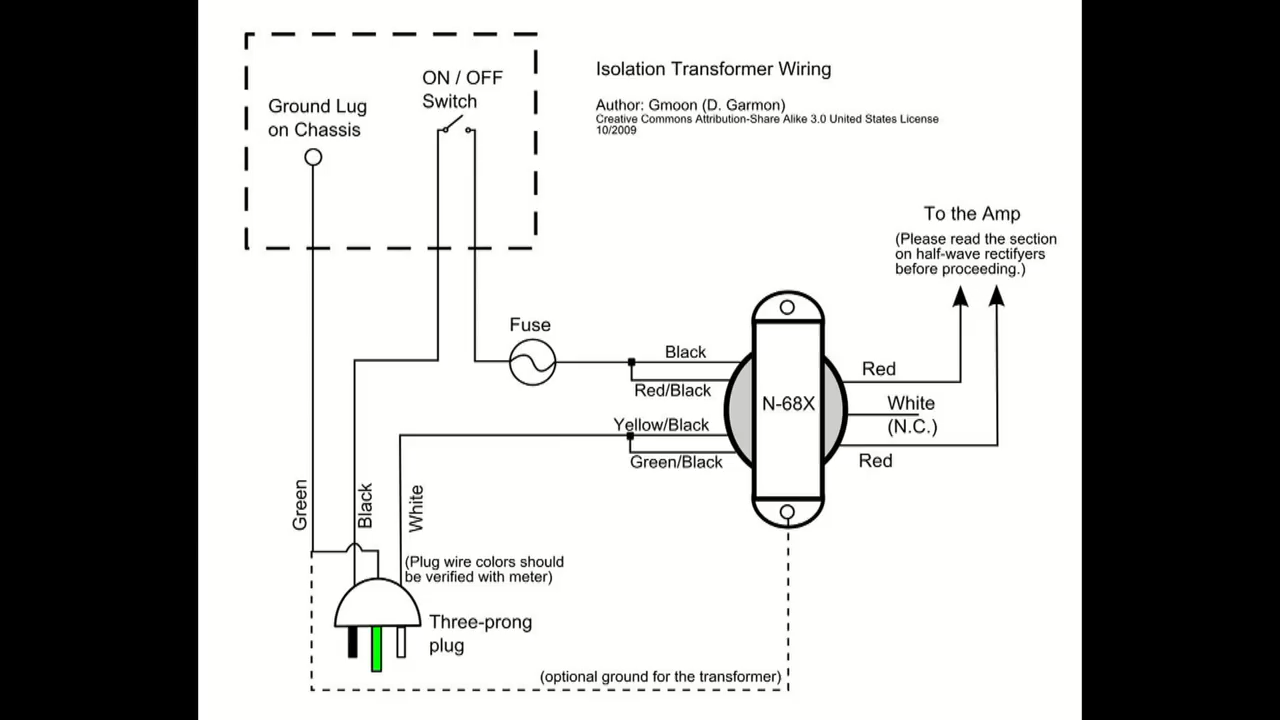 Isolation Transformer Wiring
Author: Gmoon (D. Garmon)
Creative Commons Attribution-Share Alike 3.0 United States License
10/2009
ON / OFF
Switch
Ground Lug
on Chassis
To the Amp
(Please read the section
on half-wave rectifyers
before proceeding.)
Fuse
Black
Red/Black
Yellow/Black
Green/Black
N-68X
Red
White
(N.C.)
Red
Green
Black
White
(Plug wire colors should
be verified with meter)
Three-prong
plug
(optional ground for the transformer)